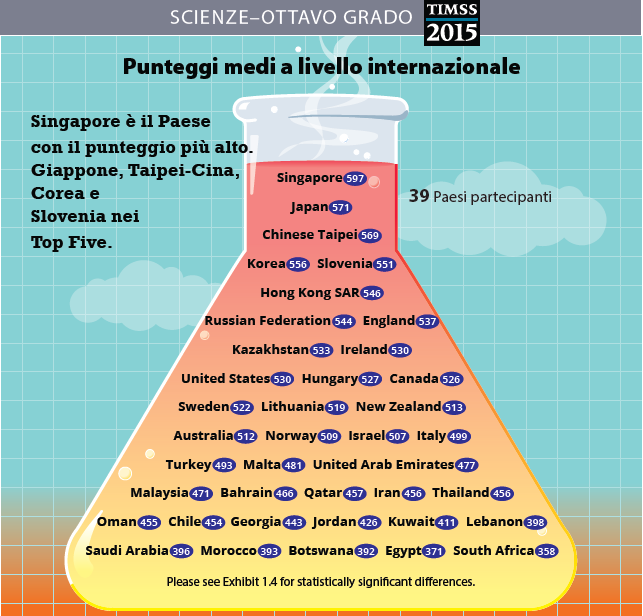 SCIENZE–OTTAVO GRADO
TIMSS
2015
Punteggi medi a livello internazionale
Singapore è il Paese
con il punteggio più alto.
Giappone, Taipei-Cina,
Corea e
Slovenia nei
Top Five.
39 Paesi partecipanti
Singapore 597
Japan 571
Chinese Taipei 569
Korea 556 Slovenia 551
Hong Kong SAR 546
Russian Federation 544 England 537
Kazakhstan 533 Ireland 530
United States 530 Hungary 527 Canada 526
Sweden 522 Lithuania 519 New Zealand 513
Australia 512 Norway 509 Israel 507 Italy 499
Turkey 493 Malta 481 United Arab Emirates 477
Malaysia 471 Bahrain 466 Qatar 457 Iran 456 Thailand 456
Oman 455 Chile 454 Georgia 443 Jordan 426 Kuwait 411 Lebanon 398
Saudi Arabia 396 Morocco 393 Botswana 392 Egypt 371 South Africa 358
Please see Exhibit 1.4 for statistically significant differences.